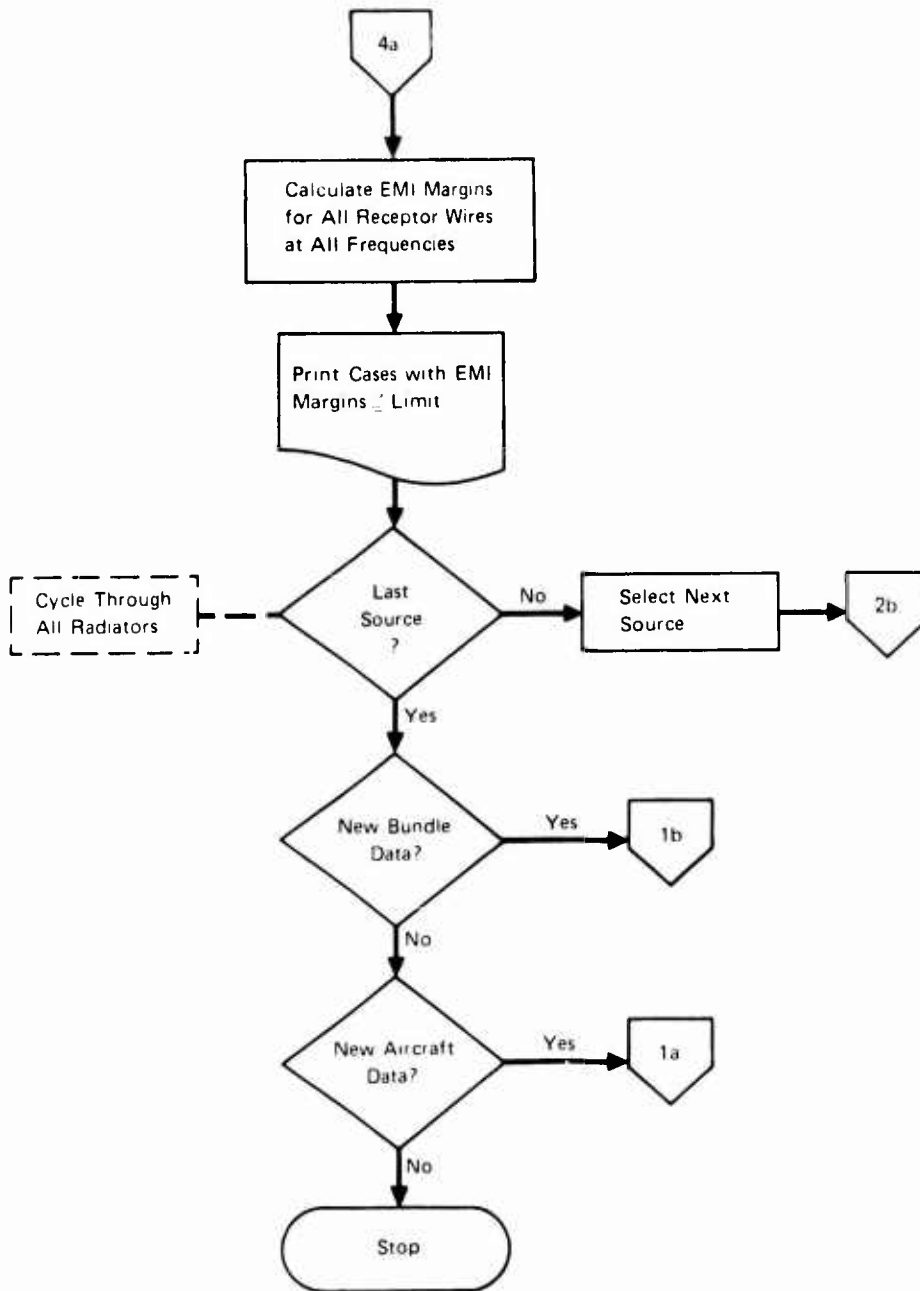 4a
Calculate EMI Margins
for All Receptor Wires
at All Frequencies
Print Cases with EMI
Margins Limit
Cycle Through
All Radiators
Last
Source
?
No
Select Next
Source
2b
Yes
New Bundle
Data?
Yes
1b
No
New Aircraft
Data?
Yes
1a
No
Stop